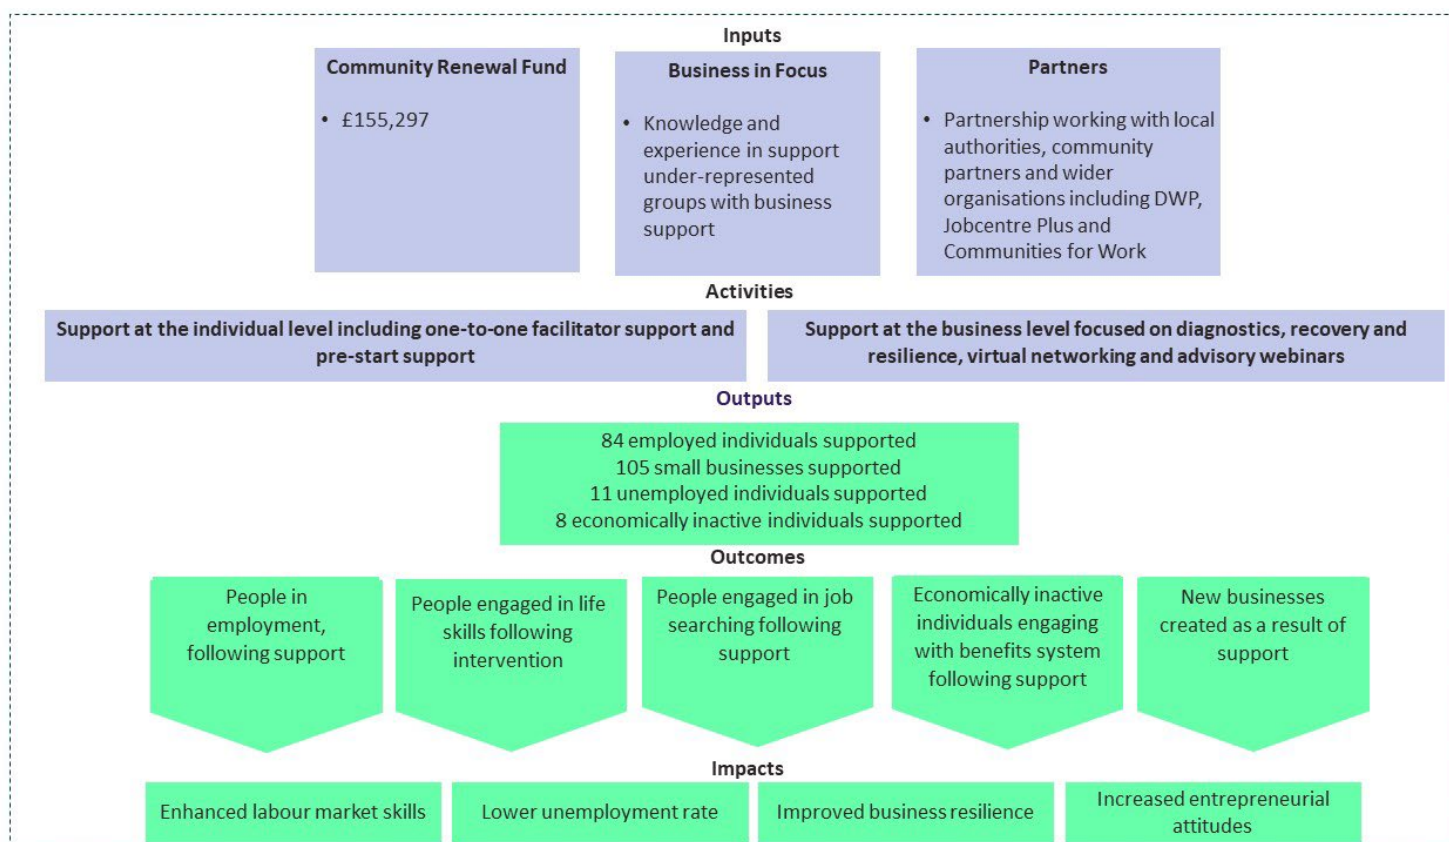 Inputs
Community Renewal Fund
• £155,297
Business in Focus
• Knowledge and
experience in support
under-represented
groups with business
support
Partners
• Partnership working with local
authorities, community
partners and wider
organisations including DWP,
Jobcentre Plus and
Communities for Work
Activities
Support at the individual level including one-to-one facilitator support and
pre-start support
Support at the business level focused on diagnostics, recovery and
resilience, virtual networking and advisory webinars
Outputs
84 employed individuals supported
105 small businesses supported
11 unemployed individuals supported
8 economically inactive individuals supported
Outcomes
People in
employment,
following support
People engaged in life
skills following
intervention
People engaged in job
searching following
support
Economically inactive
individuals engaging
with benefits system
following support
New businesses
created as a result of
support
Impacts
Enhanced labour market skills
Lower unemployment rate
Improved business resilience
Increased entrepreneurial
attitudes